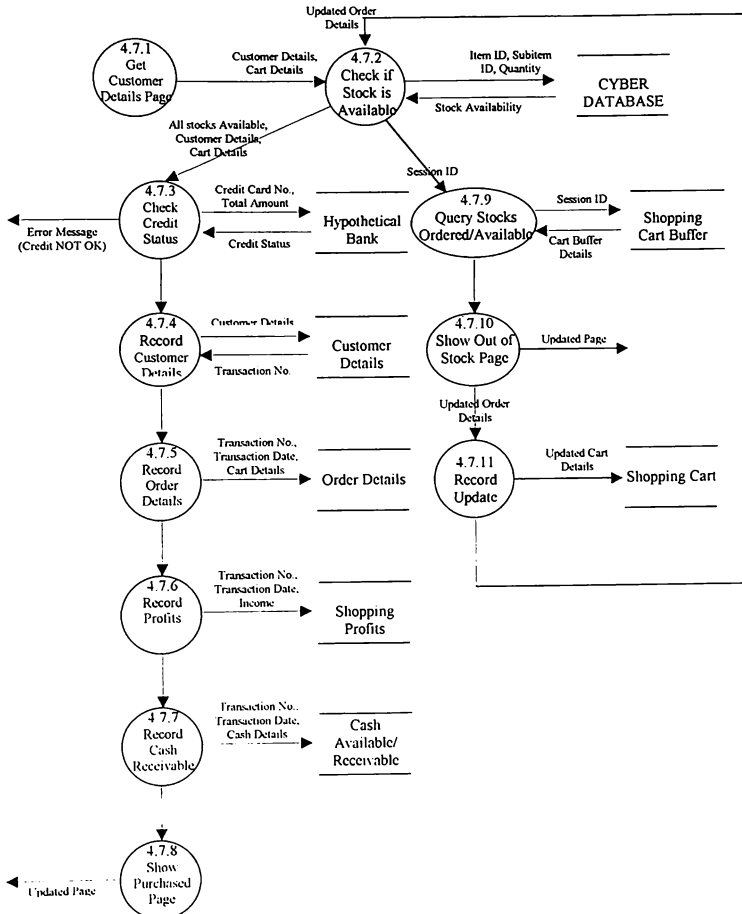 Updated Order
Details
4.7.1
Get
Customer
Details Page
Customer Details,
Cart Details
4.7.2
Check if
Stock is
Available
Item ID, Subitem
ID, Quantity
Stock Availability
CYBER
DATABASE
All stocks Available,
Customer Details,
Cart Details
Session ID
4.7.3
Check
Credit
Status
Credit Card No.,
Total Amount
Credit Status
Hypothetical
Bank
Error Message
(Credit NOT OK)
4.7.9
Query Stocks
Ordered/Available
Session ID
Cart Buffer
Details
Shopping
Cart Buffer
4.7.4
Record
Customer
Details
Customer Details
Transaction No.
Customer
Details
4.7.10
Show Out of
Stock Page
Updated Page
Updated Order
Details
4.7.5
Record
Order
Details
Transaction No.,
Transaction Date,
Cart Details
Order Details
4.7.11
Record
Update
Updated Cart
Details
Shopping Cart
4.7.6
Record
Profits
Transaction No.,
Transaction Date,
Income
Shopping
Profits
4.7.7
Record
Cash
Receivable
Transaction No.,
Transaction Date,
Cash Details
Cash
Available/
Receivable
4.7.8
Show
Purchased
Page
Updated Page